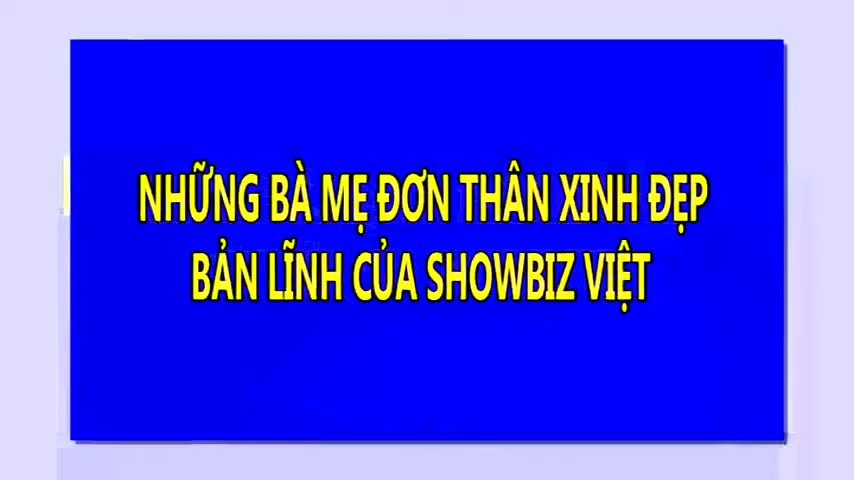 NHỮNG BÀ MẸ ĐƠN THÂN XINH ĐẸP
BẢN LĨNH CỦA SHOWBIZ VIỆT